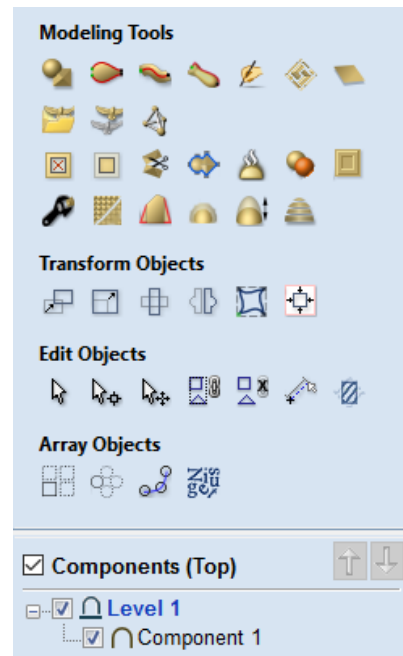 Modeling Tools
Transform Objects
Edit Objects
Array Objects
Components (Top)
Level 1
Component 1